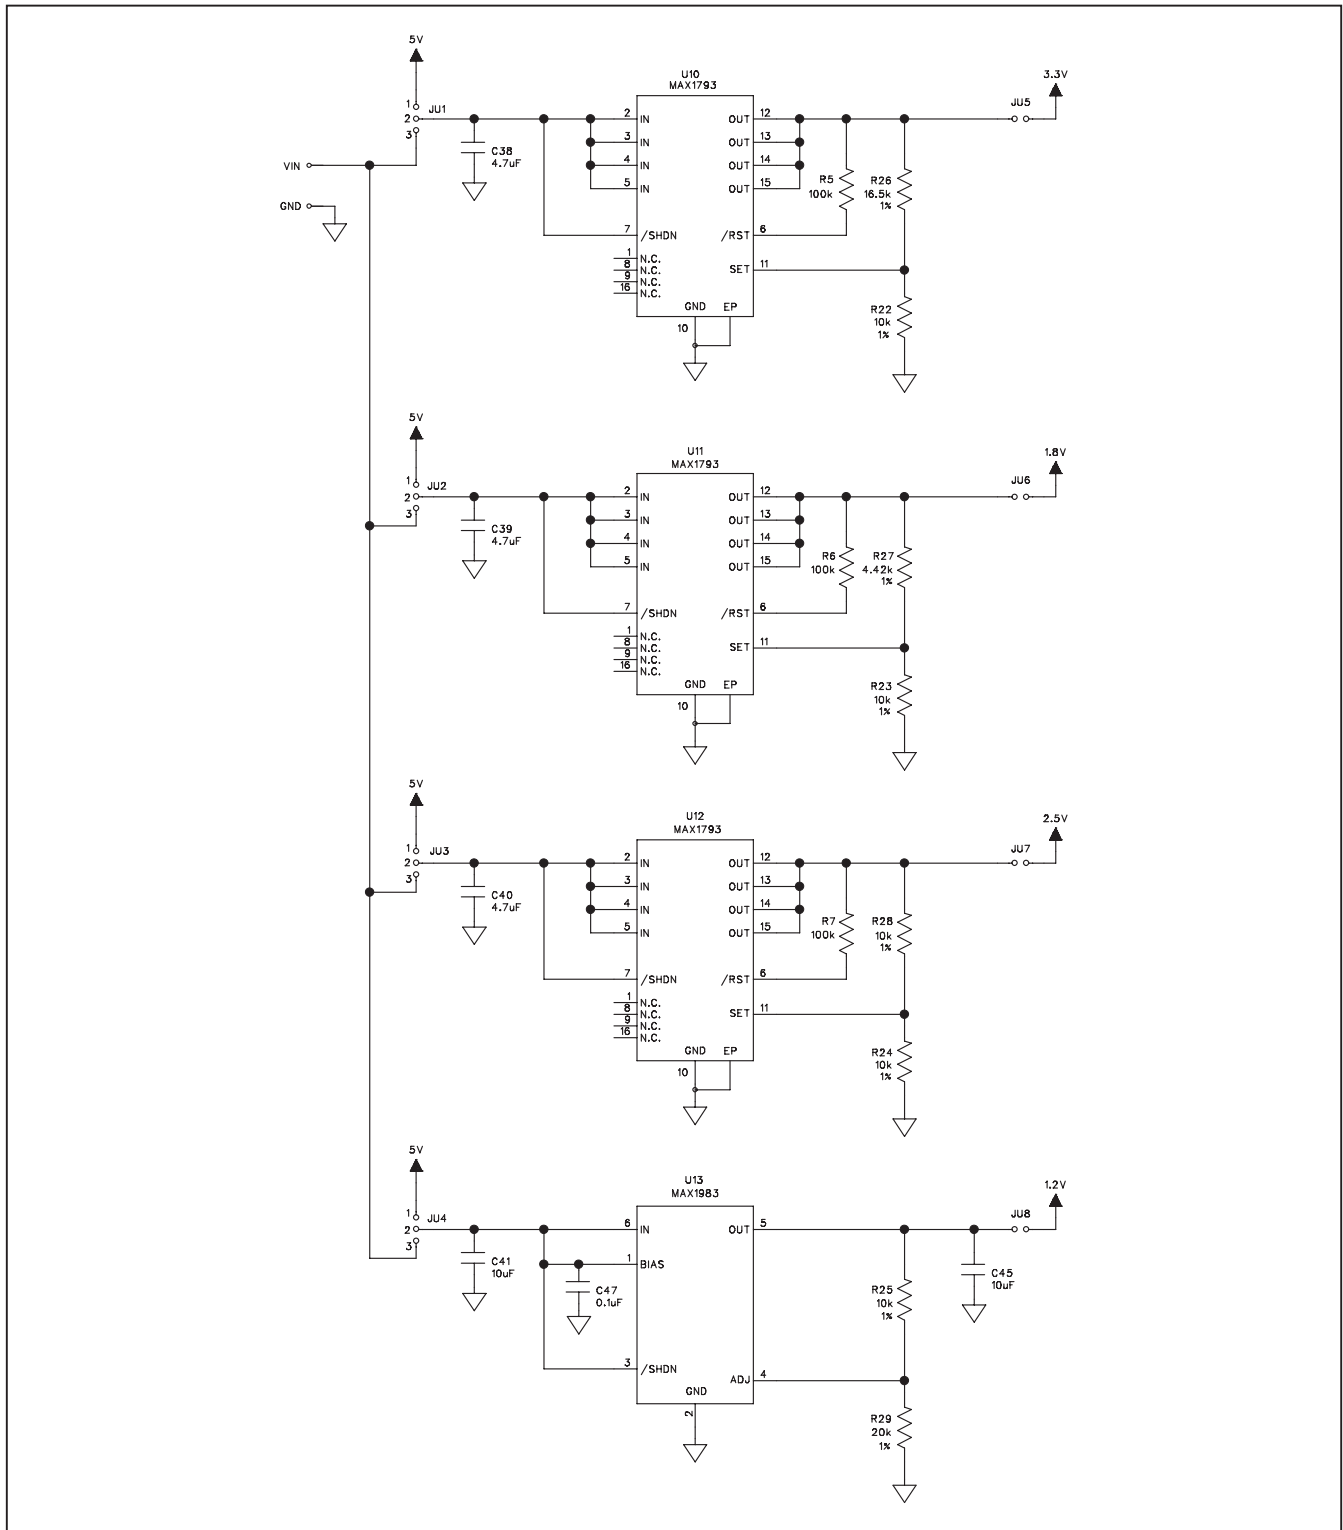 5V
U10
MAX1793
3.3V
1
2
3
JU1
2 IN
3 IN
4 IN
5 IN
7 /SHDN
1 N.C.
8 N.C.
9 N.C.
16 N.C.
OUT 12
OUT 13
OUT 14
OUT 15
/RST 6
SET 11
GND EP
10
JU5
C38
4.7uF
VIN
GND
R5
100k
R26
16.5k
1%
R22
10k
1%
5V
U11
MAX1793
1.8V
1
2
3
JU2
2 IN
3 IN
4 IN
5 IN
7 /SHDN
1 N.C.
8 N.C.
9 N.C.
16 N.C.
OUT 12
OUT 13
OUT 14
OUT 15
/RST 6
SET 11
GND EP
10
JU6
C39
4.7uF
R6
100k
R27
4.42k
1%
R23
10k
1%
5V
U12
MAX1793
2.5V
1
2
3
JU3
2 IN
3 IN
4 IN
5 IN
7 /SHDN
1 N.C.
8 N.C.
9 N.C.
16 N.C.
OUT 12
OUT 13
OUT 14
OUT 15
/RST 6
SET 11
GND EP
10
JU7
C40
4.7uF
R7
100k
R28
10k
1%
R24
10k
1%
5V
U13
MAX1983
1.2V
1
2
3
JU4
6 IN
1 BIAS
3 /SHDN
OUT 5
ADJ 4
GND
2
JU8
C41
10uF
C47
0.1uF
R25
10k
1%
C45
10uF
R29
20k
1%